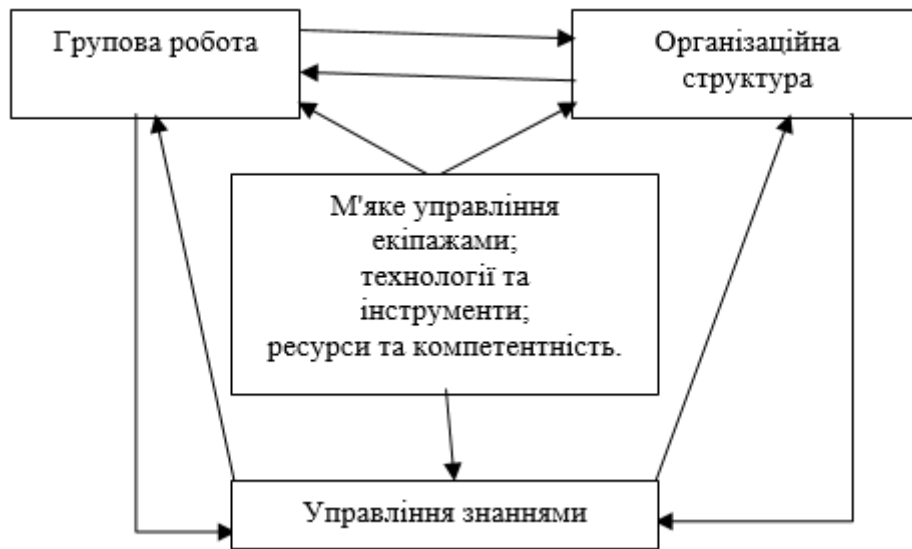 Групова робота
Організаційна
структура
М'яке управління
екіпажами;
технології та
інструменти;
ресурси та компетентність.
Управління знаннями